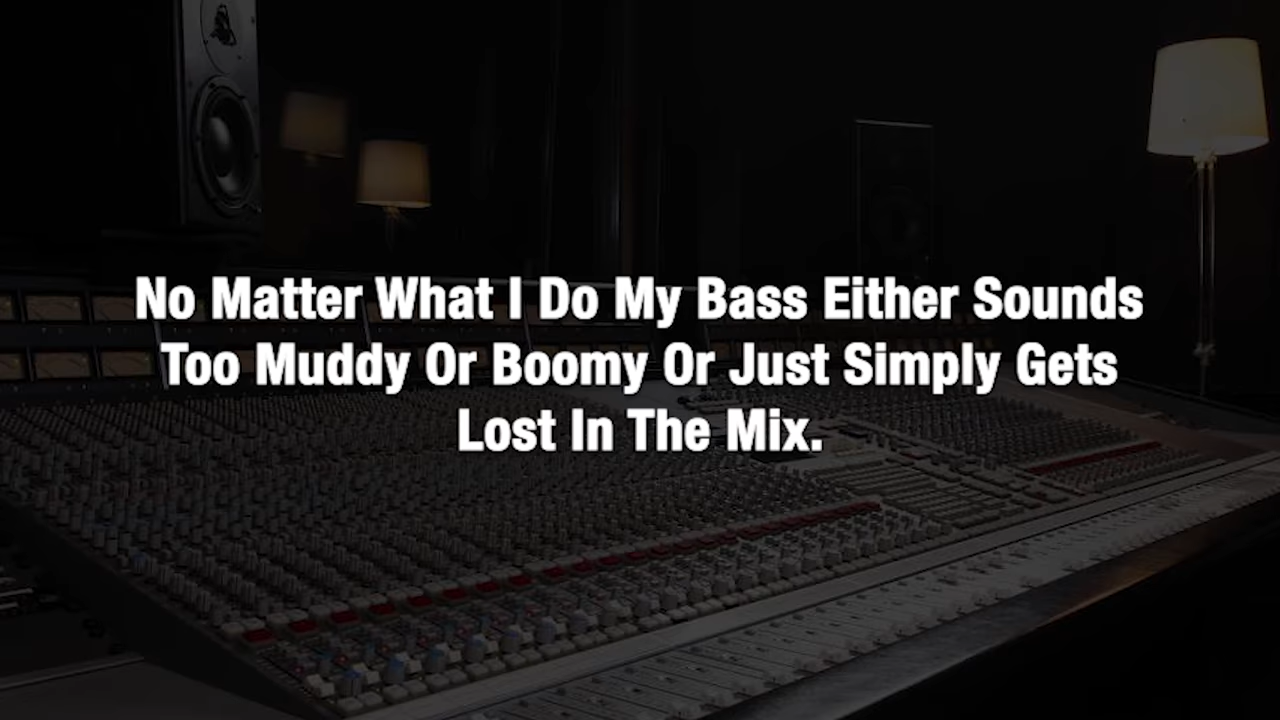 No Matter What I Do My Bass Either Sounds
Too Muddy Or Boomy Or Just Simply Gets
Lost In The Mix.